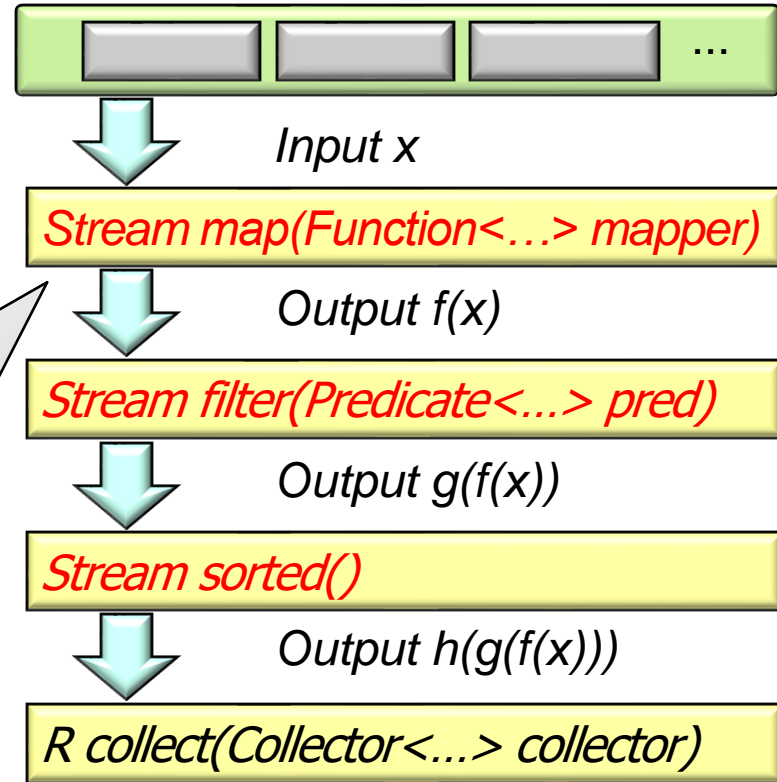 ...
Input x
Stream map(Function<…> mapper)
Output f(x)
Stream filter(Predicate<...> pred)
Output g(f(x))
Stream sorted()
Output h(g(f(x)))
R collect(Collector<...> collector)